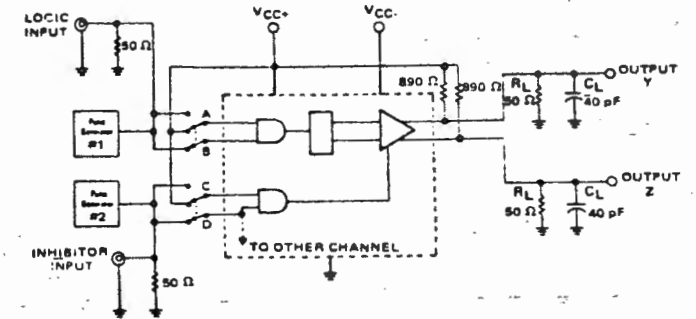 LOGIC
INPUT
50 Ω
VCC+
VCC-
890 Ω
890 Ω
RL
50 Ω
CL
40 pF
OUTPUT
Y
A
B
#1
C
D
#2
RL
50 Ω
CL
40 pF
OUTPUT
Z
TO OTHER CHANNEL
INHIBITOR
INPUT
50 Ω